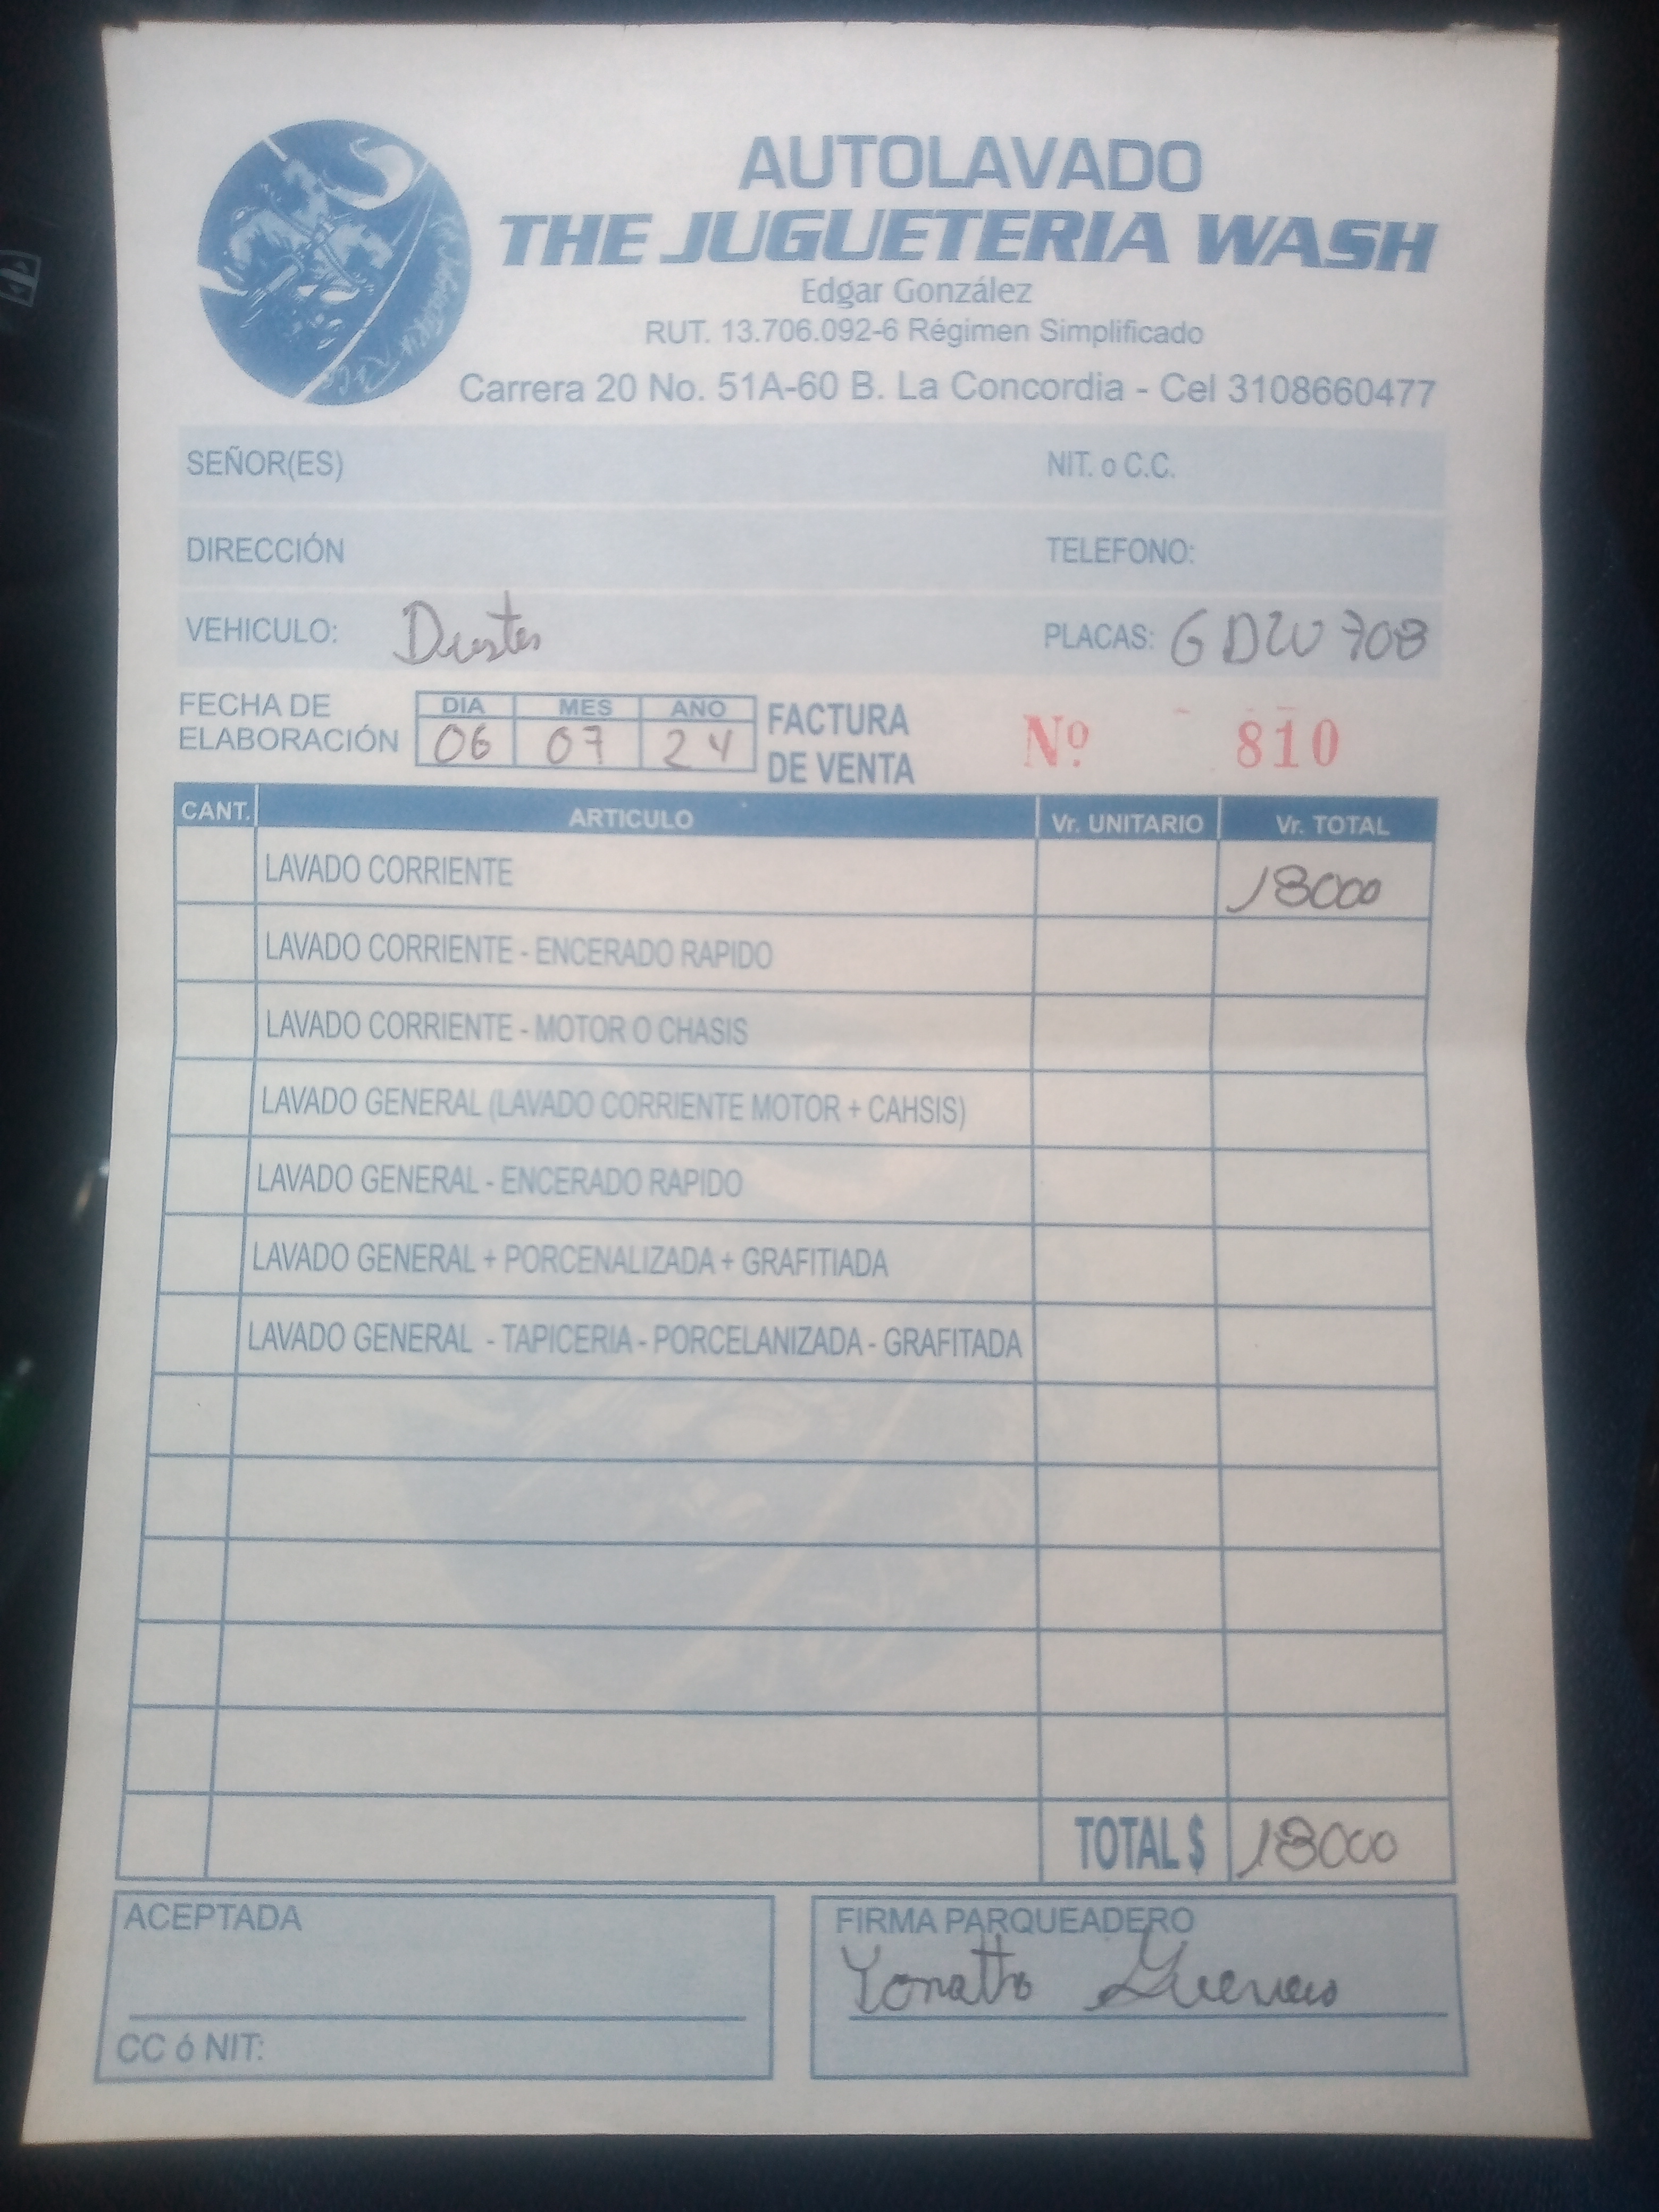 AUTOLAVADO
THE JUGUETERIA WASH
Edgar González
RUT. 13.706.092-6 Régimen Simplificado
Carrera 20 No. 51A-60 B. La Concordia - Cel 3108660477
SEÑOR(ES) NIT. o C.C.
DIRECCIÓN TELEFONO:
VEHICULO: Duster PLACAS: GDW 708
FECHA DE ELABORACIÓN DIA MES AÑO FACTURA DE VENTA Nº 810
06 07 24
CANT. ARTICULO Vr. UNITARIO Vr. TOTAL
LAVADO CORRIENTE 18000
LAVADO CORRIENTE - ENCERADO RAPIDO
LAVADO CORRIENTE - MOTOR O CHASIS
LAVADO GENERAL (LAVADO CORRIENTE MOTOR + CAHSIS)
LAVADO GENERAL - ENCERADO RAPIDO
LAVADO GENERAL + PORCENALIZADA + GRAFITIADA
LAVADO GENERAL - TAPICERIA - PORCELANIZADA - GRAFITADA
TOTAL $ 18000
ACEPTADA FIRMA PARQUEADERO
CC ó NIT: